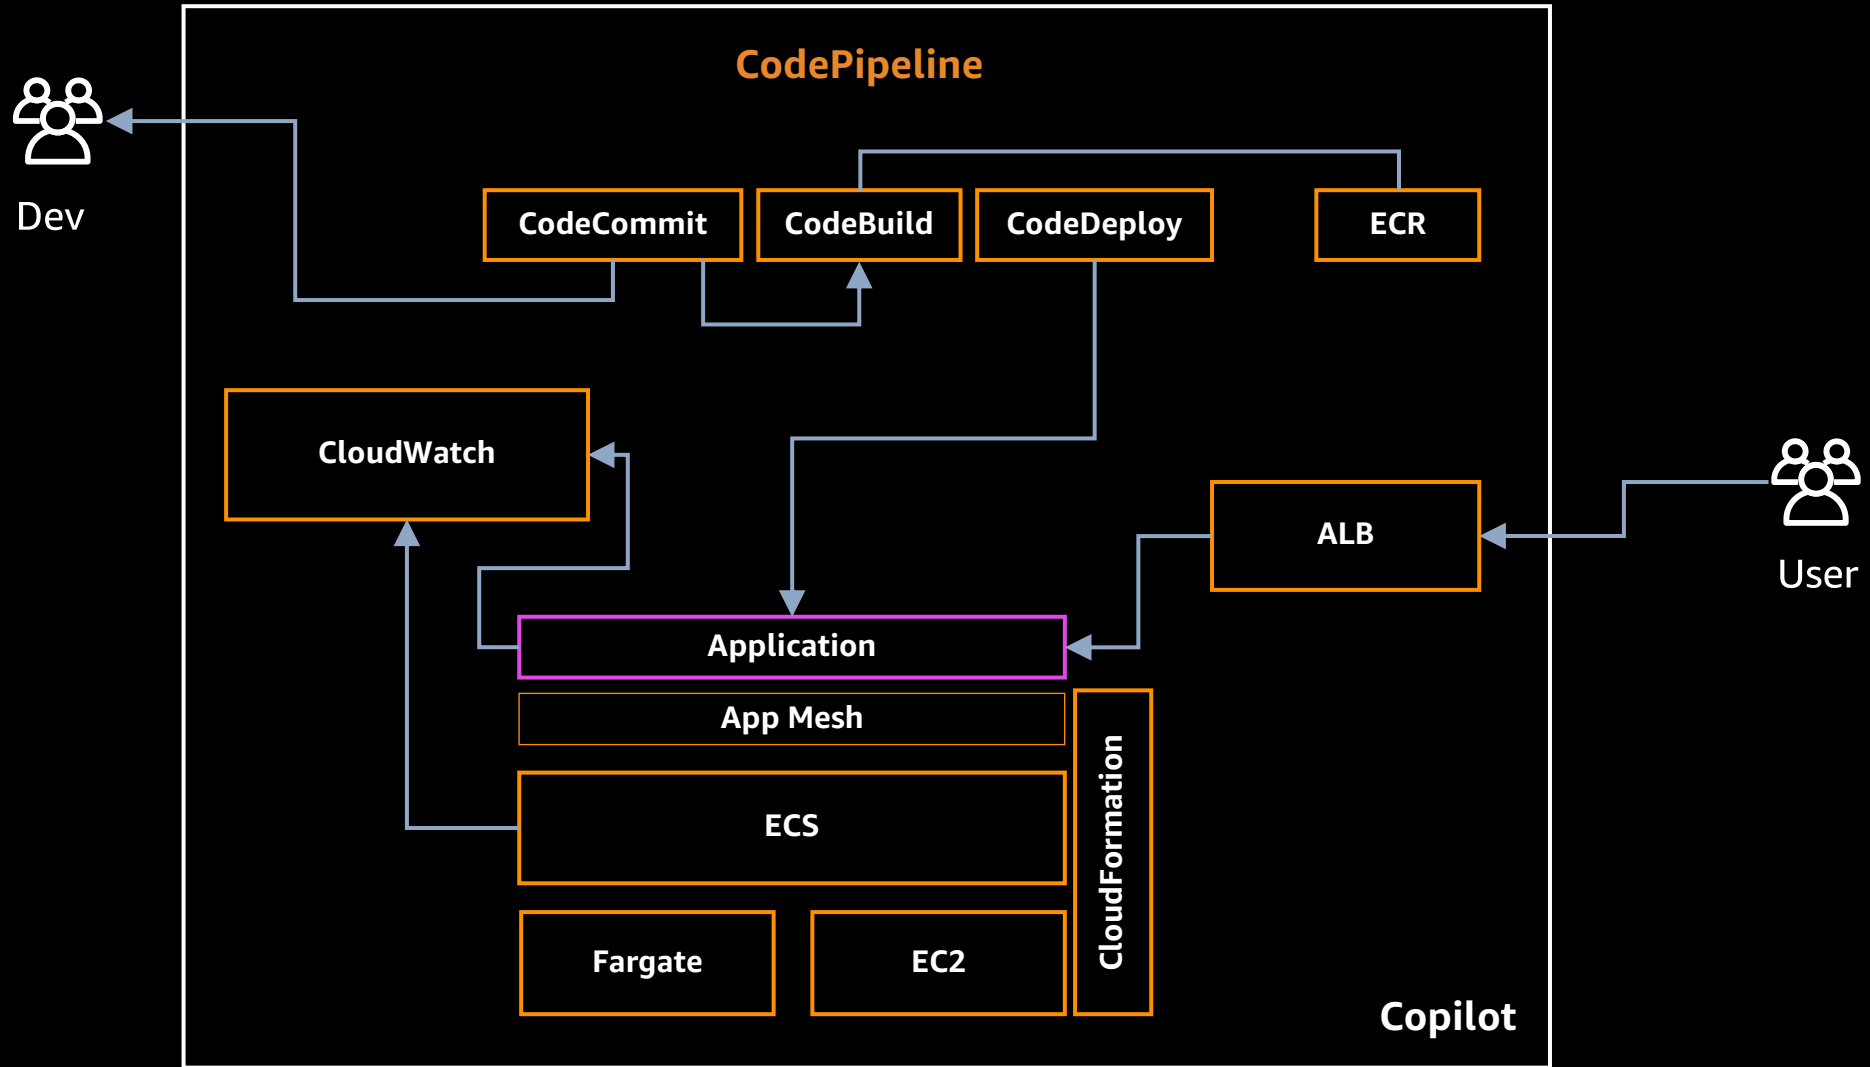 CodePipeline
Dev
CodeCommit
CodeBuild
CodeDeploy
ECR
CloudWatch
ALB
User
Application
App Mesh
ECS
CloudFormation
Fargate
EC2
Copilot